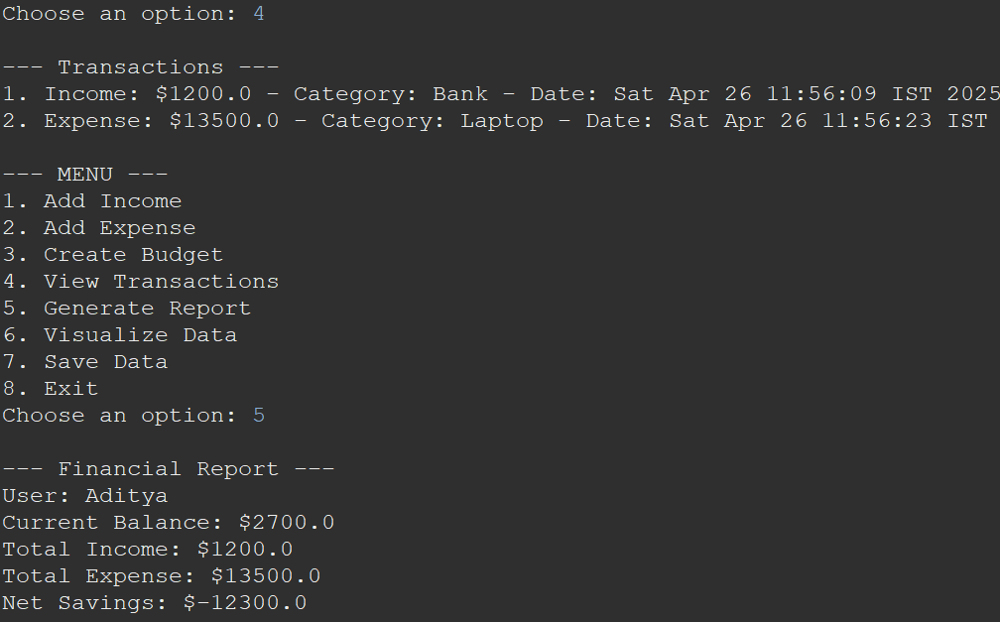 Choose an option: 4
--- Transactions ---
1. Income: $1200.0 - Category: Bank - Date: Sat Apr 26 11:56:09 IST 2025
2. Expense: $13500.0 - Category: Laptop - Date: Sat Apr 26 11:56:23 IST
--- MENU ---
1. Add Income
2. Add Expense
3. Create Budget
4. View Transactions
5. Generate Report
6. Visualize Data
7. Save Data
8. Exit
Choose an option: 5
--- Financial Report ---
User: Aditya
Current Balance: $2700.0
Total Income: $1200.0
Total Expense: $13500.0
Net Savings: $-12300.0